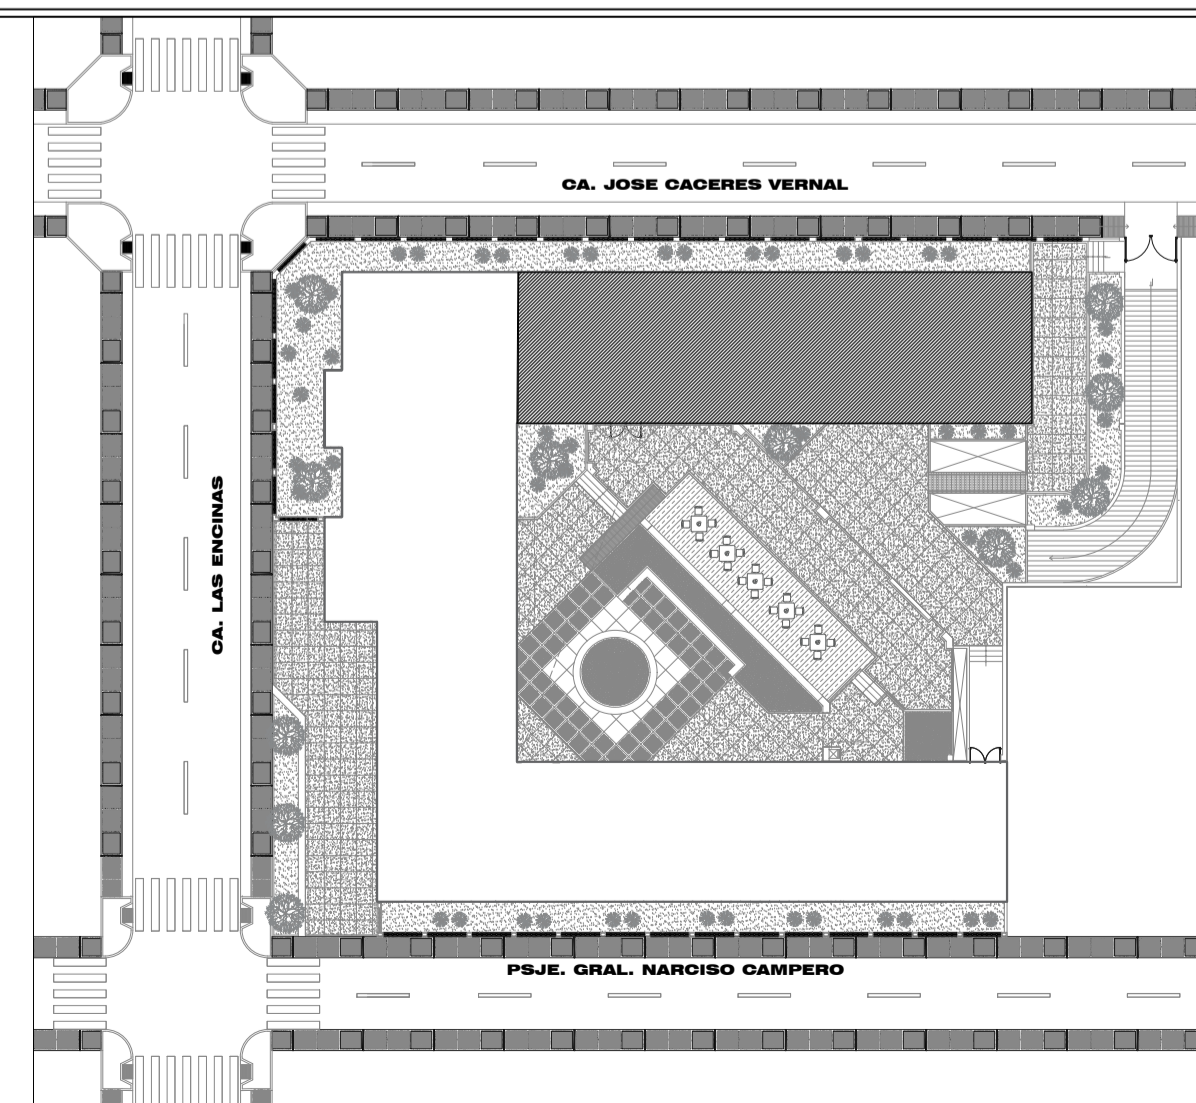 CA. JOSE CACERES VERNAL
CA. LAS ENCINAS
PSJE. GRAL. NARCISO CAMPERO